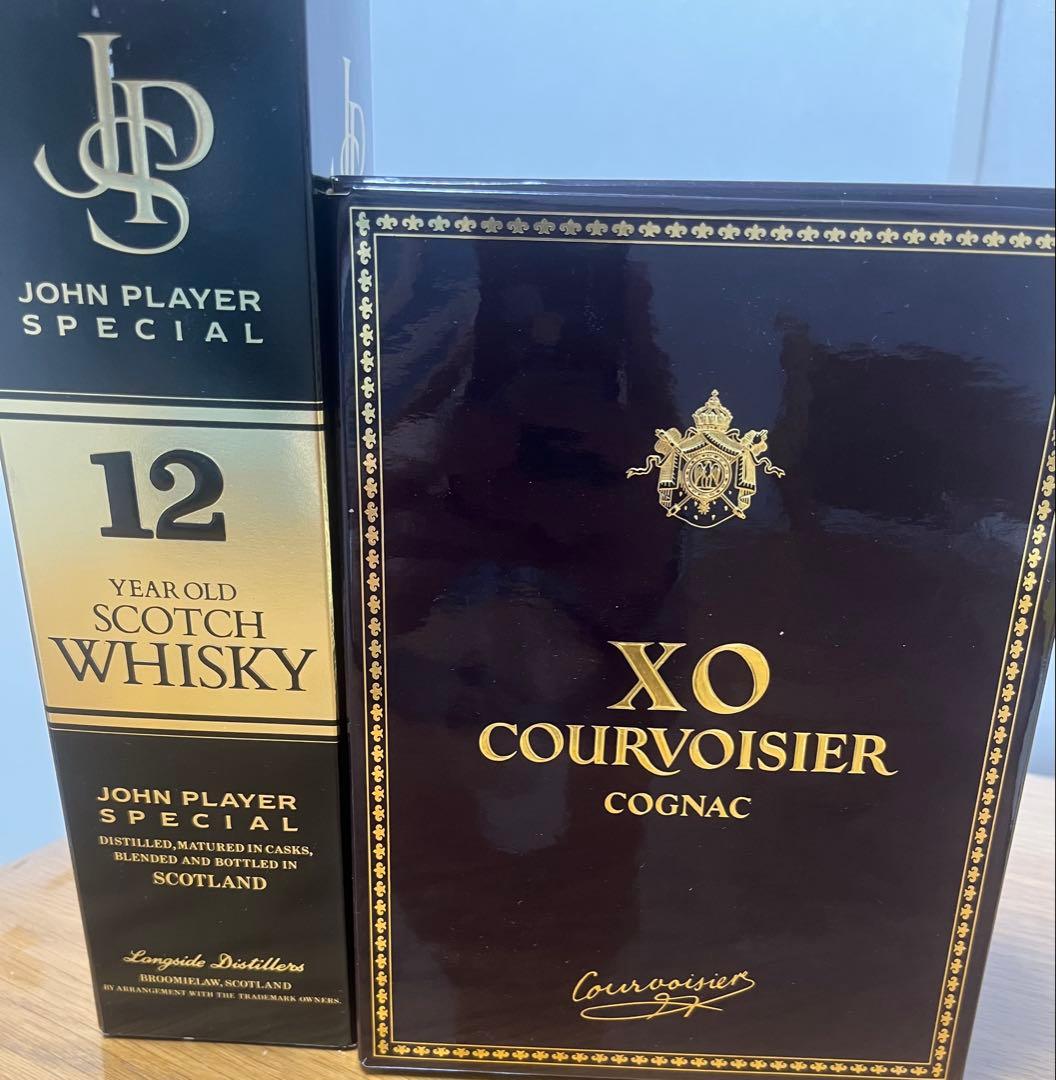 JPS
JOHN PLAYER
SPECIAL
12
YEAR OLD
SCOTCH
WHISKY
JOHN PLAYER
SPECIAL
DISTILLED, MATURED IN CASKS,
BLENDED AND BOTTLED IN
SCOTLAND
Longside Distillers
BROOMIELAW, SCOTLAND
BY ARRANGEMENT WITH THE TRADEMARK OWNERS.
JPS
XO
COURVOISIER
COGNAC
Courvoisier